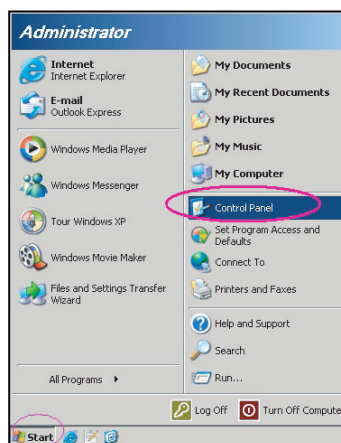 Administrator
Internet
Internet Explorer
E-mail
Outlook Express
Windows Media Player
Windows Messenger
Tour Windows XP
Windows Movie Maker
Files and Settings Transfer
Wizard
All Programs
My Documents
My Recent Documents
My Pictures
My Music
My Computer
Control Panel
Set Program Access and
Defaults
Connect To
Printers and Faxes
Help and Support
Search
Run...
Log Off
Turn Off Compute
Start